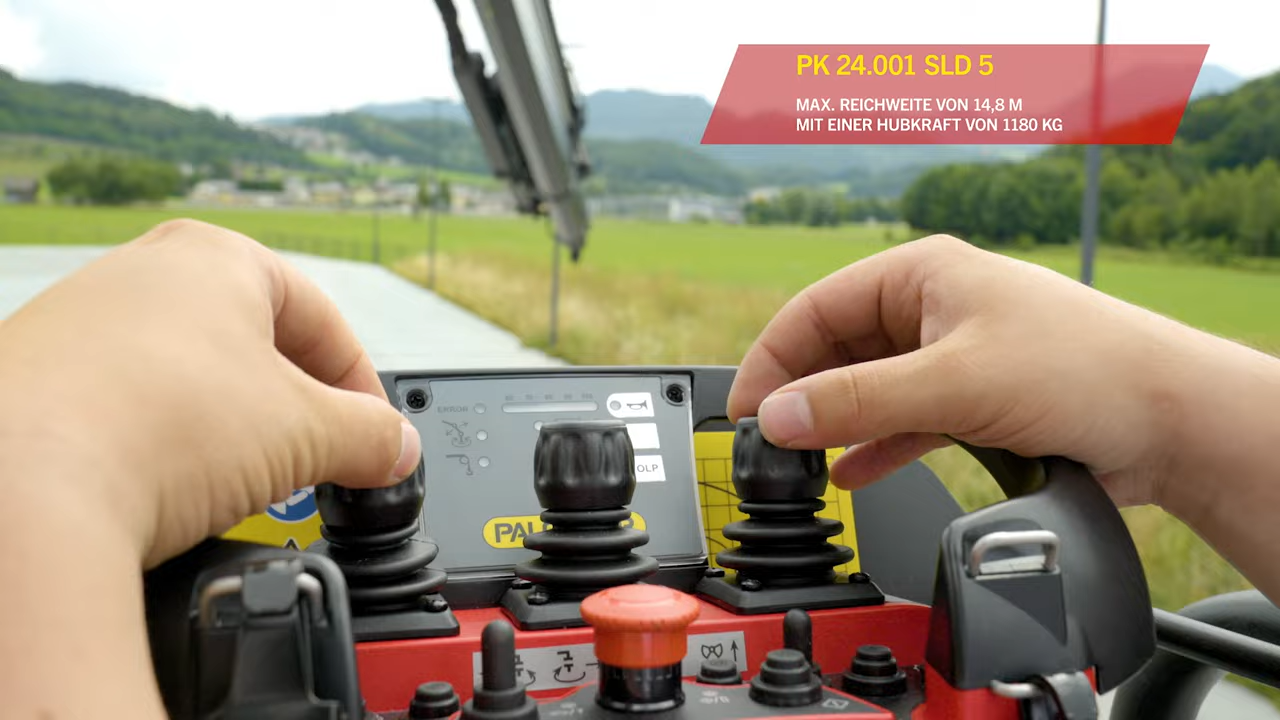 PK 24.001 SLD 5
MAX. REICHWEITE VON 14,8 M
MIT EINER HUBKRAFT VON 1180 KG
ERROR
OLP